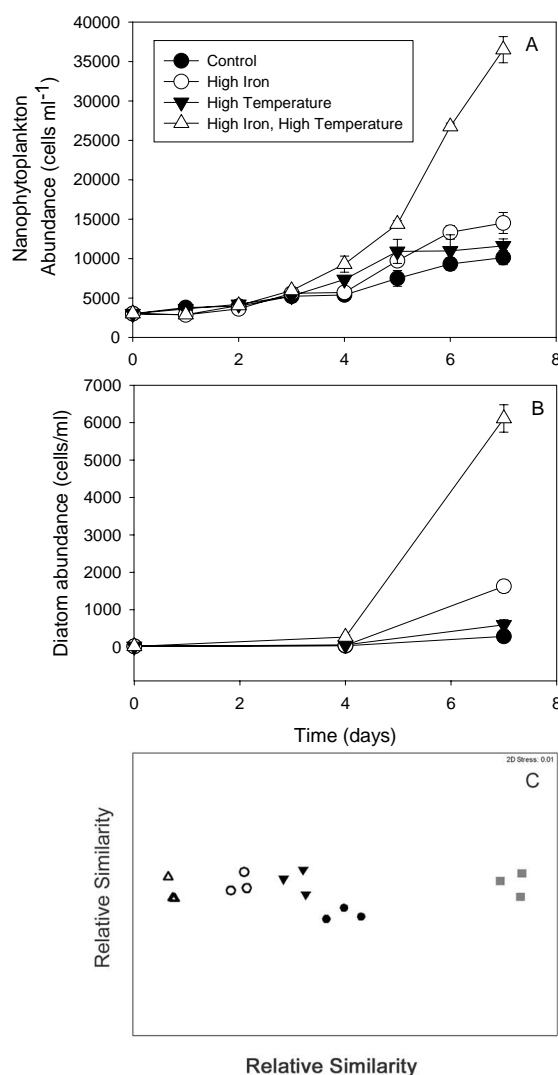 40000
35000
30000
25000
20000
15000
10000
5000
0
Nanophytoplankton
Abundance (cells ml-1)
A
Control
High Iron
High Temperature
High Iron, High Temperature
0 2 4 6 8
7000
6000
5000
4000
3000
2000
1000
0
Diatom abundance (cells/ml)
B
0 2 4 6 8
Time (days)
2D Stress: 0.01
C
Relative Similarity
Relative Similarity